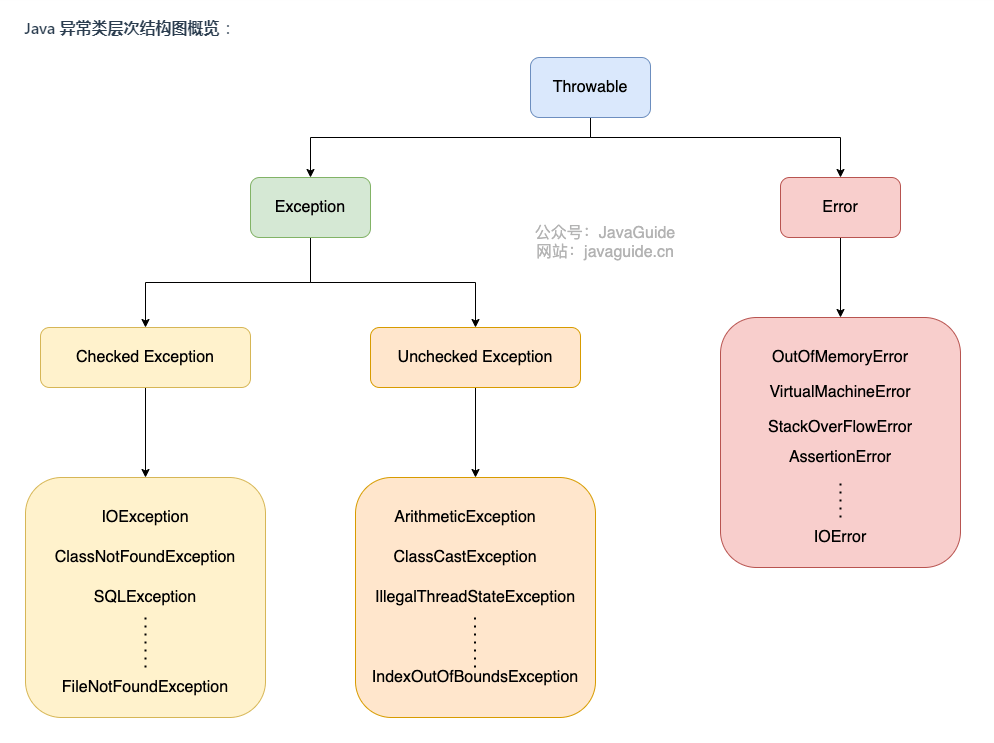 Java 异常类层次结构图概览：
Throwable
Exception
Error
公众号：JavaGuide
网站：javaguide.cn
Checked Exception
Unchecked Exception
OutOfMemoryError
VirtualMachineError
StackOverFlowError
AssertionError
IOError
IOException
ClassNotFoundException
SQLException
FileNotFoundException
ArithmeticException
ClassCastException
IllegalThreadStateException
IndexOutOfBoundsException